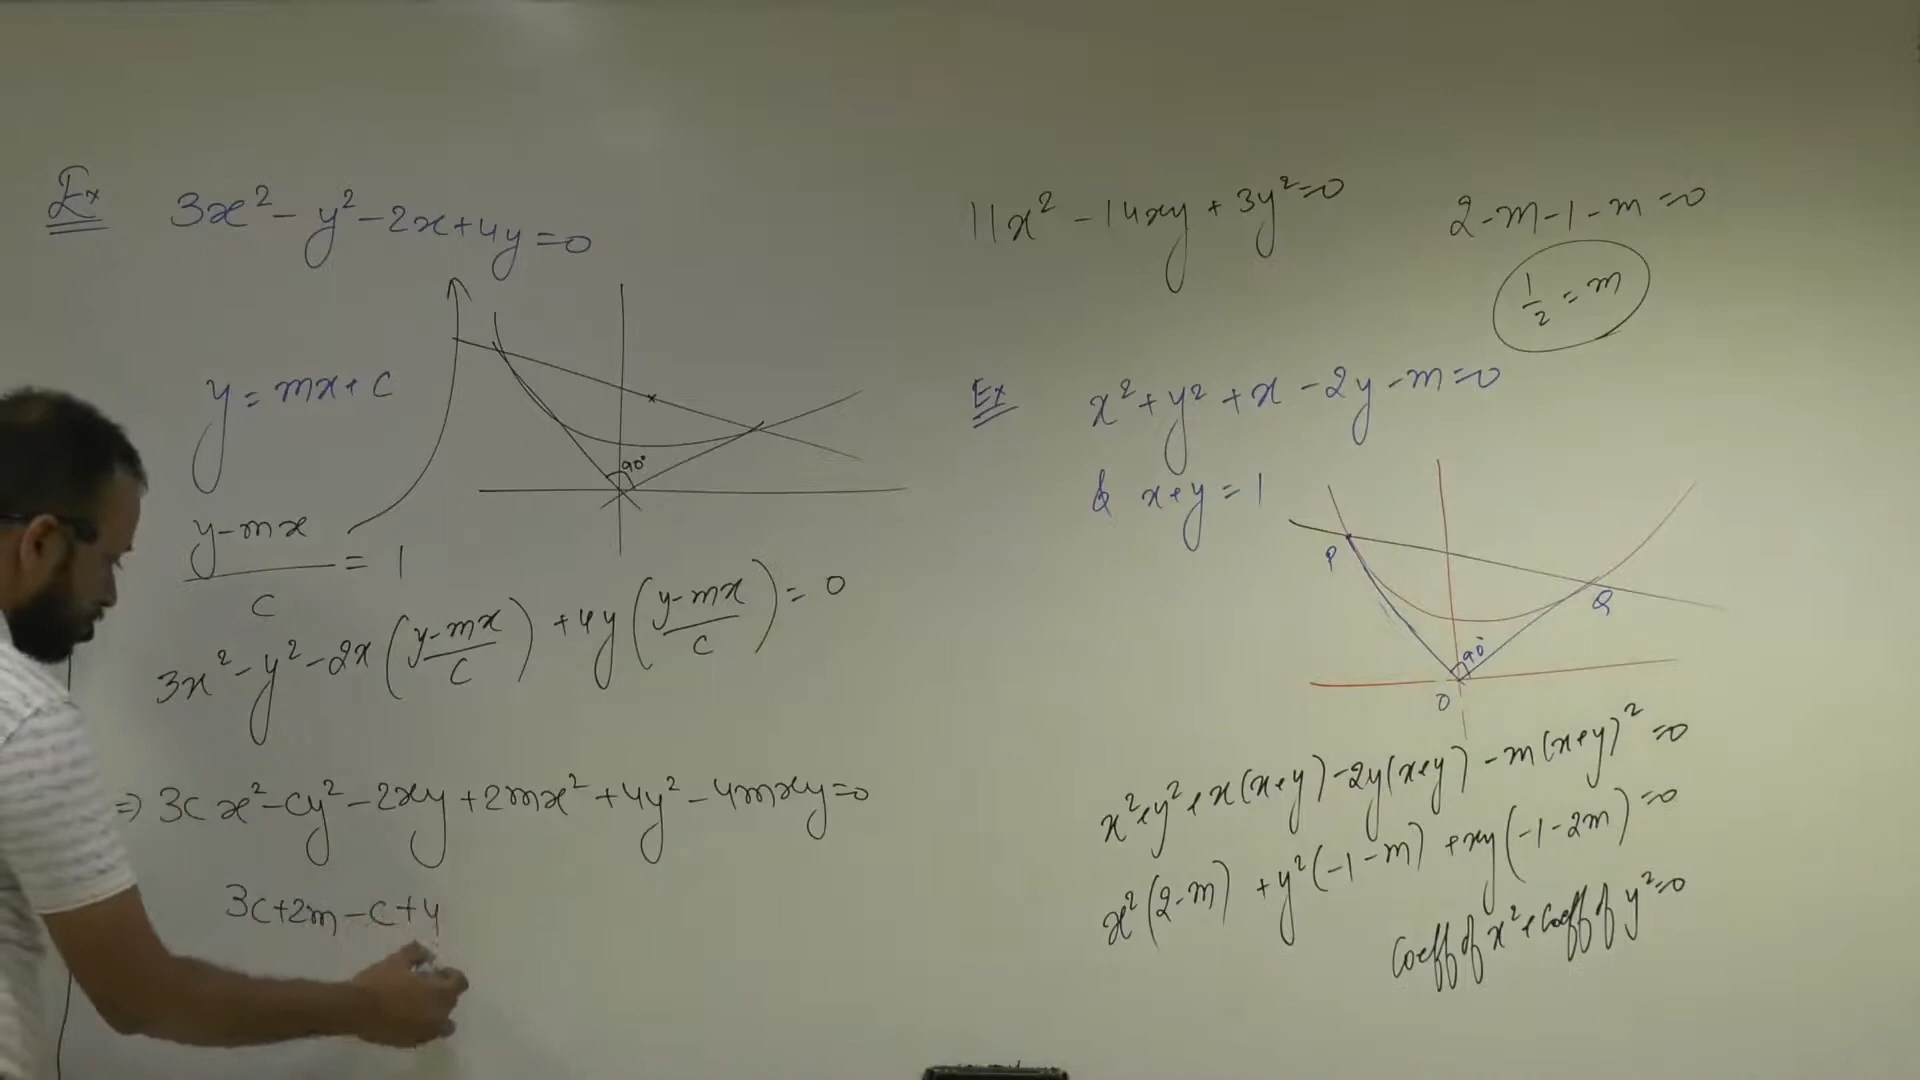 Ex 3x² - y² - 2x + 4y = 0
y = mx + c
90°
(y - mx)/c = 1
3x² - y² - 2x((y - mx)/c) + 4y((y - mx)/c) = 0
⇒ 3cx² - cy² - 2xy + 2mx² + 4y² - 4mxy = 0
3c + 2m - c + 4
11x² - 14xy + 3y² = 0
2 - m - 1 - m = 0
1/2 = m
Ex x² + y² + x - 2y - m = 0
& x + y = 1
P
Q
90°
O
x² + y² + x(x + y) - 2y(x + y) - m(x + y)² = 0
x²(2 - m) + y²(-1 - m) + xy(-1 - 2m) = 0
Coeff of x² + Coeff of y² = 0